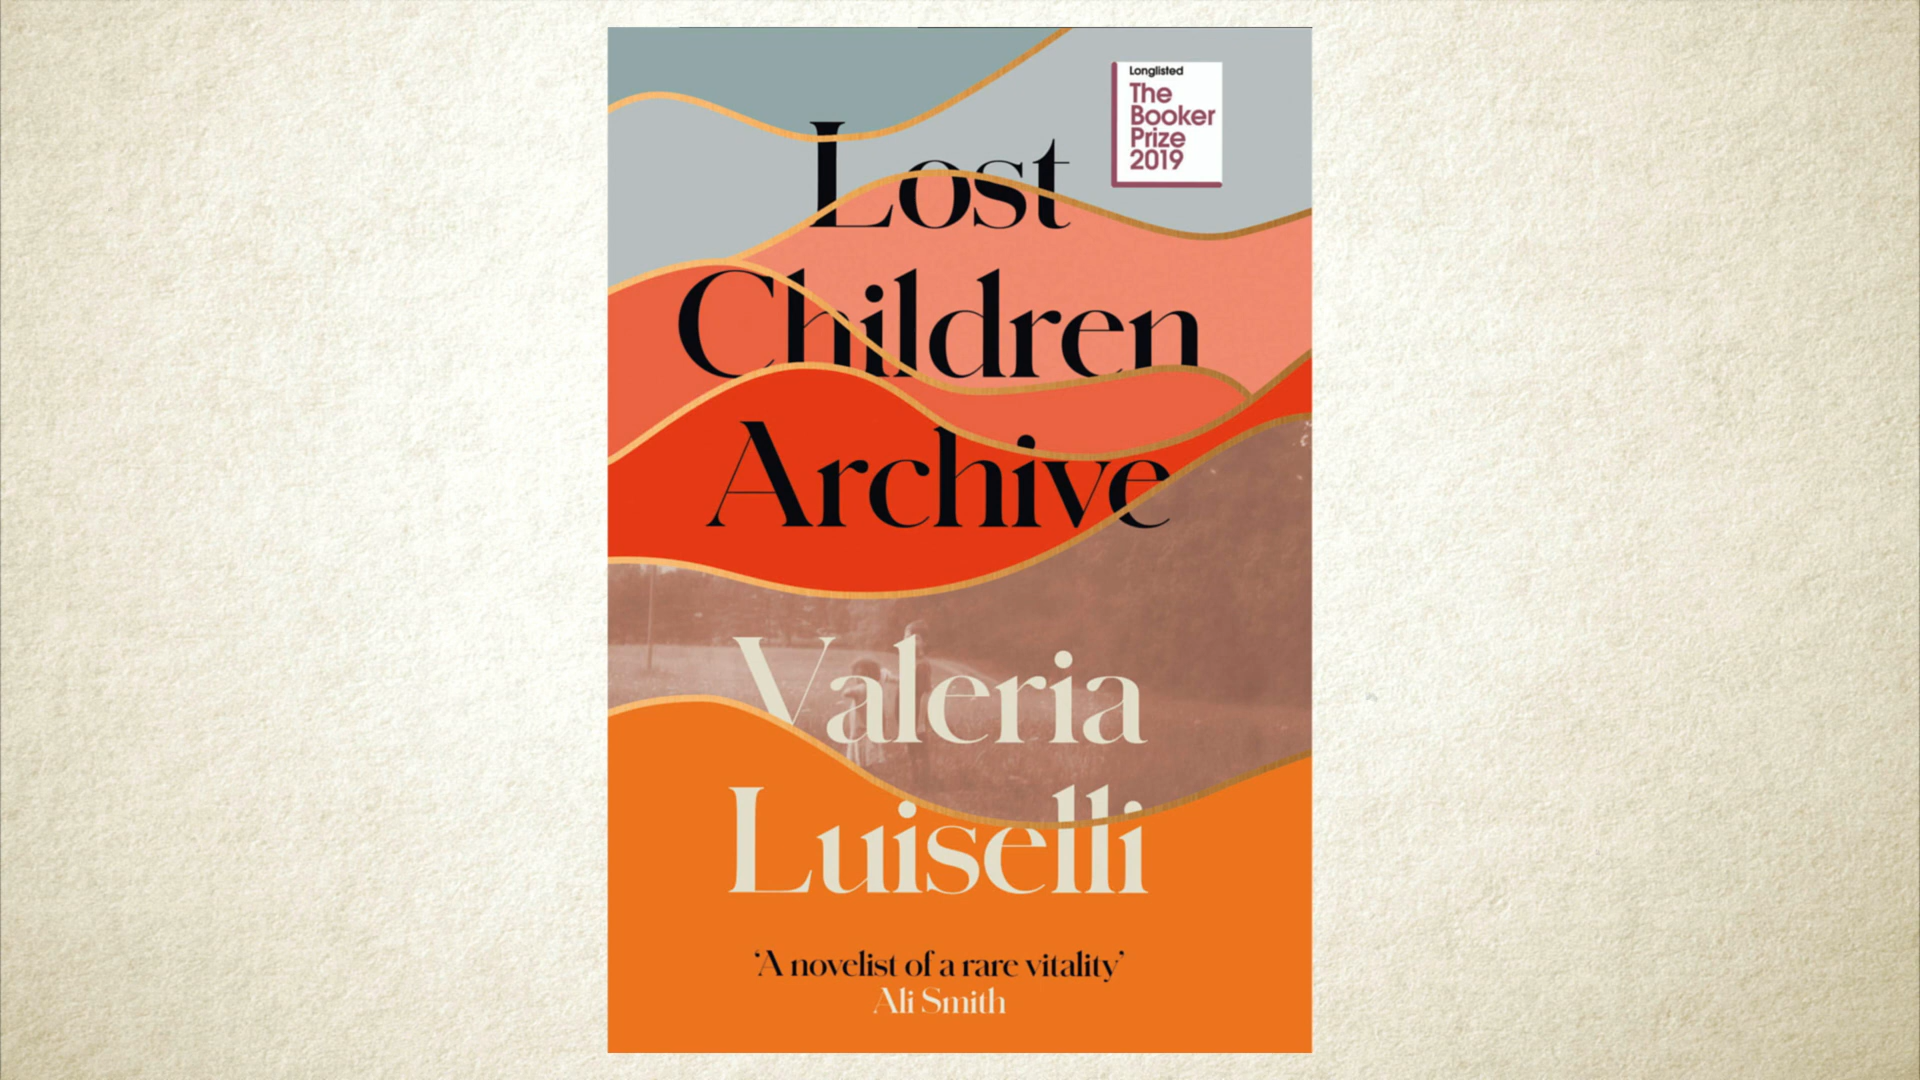 Longlisted
The
Booker
Prize
2019
Lost
Children
Archive
Valeria
Luiselli
‘A novelist of a rare vitality’
Ali Smith